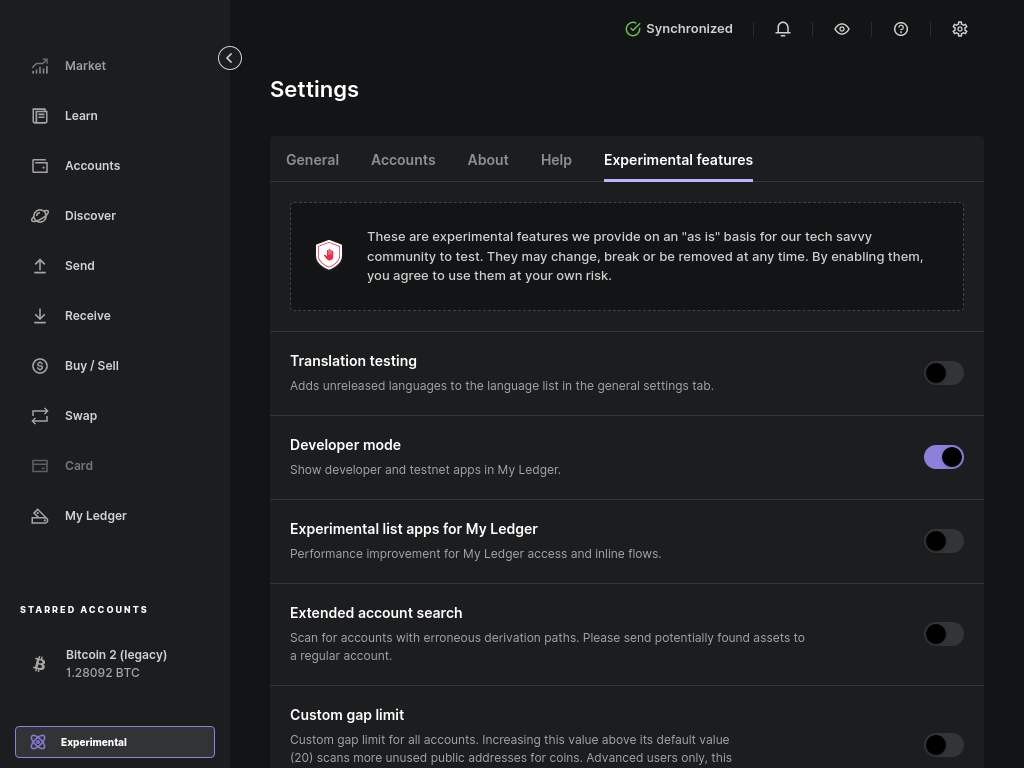 Synchronized
Market
Learn
Accounts
Discover
Send
Receive
Buy / Sell
Swap
Card
My Ledger
STARRED ACCOUNTS
Bitcoin 2 (legacy)
1.28092 BTC
Experimental
Settings
General Accounts About Help Experimental features
These are experimental features we provide on an "as is" basis for our tech savvy
community to test. They may change, break or be removed at any time. By enabling them,
you agree to use them at your own risk.
Translation testing
Adds unreleased languages to the language list in the general settings tab.
Developer mode
Show developer and testnet apps in My Ledger.
Experimental list apps for My Ledger
Performance improvement for My Ledger access and inline flows.
Extended account search
Scan for accounts with erroneous derivation paths. Please send potentially found assets to
a regular account.
Custom gap limit
Custom gap limit for all accounts. Increasing this value above its default value
(20) scans more unused public addresses for coins. Advanced users only, this